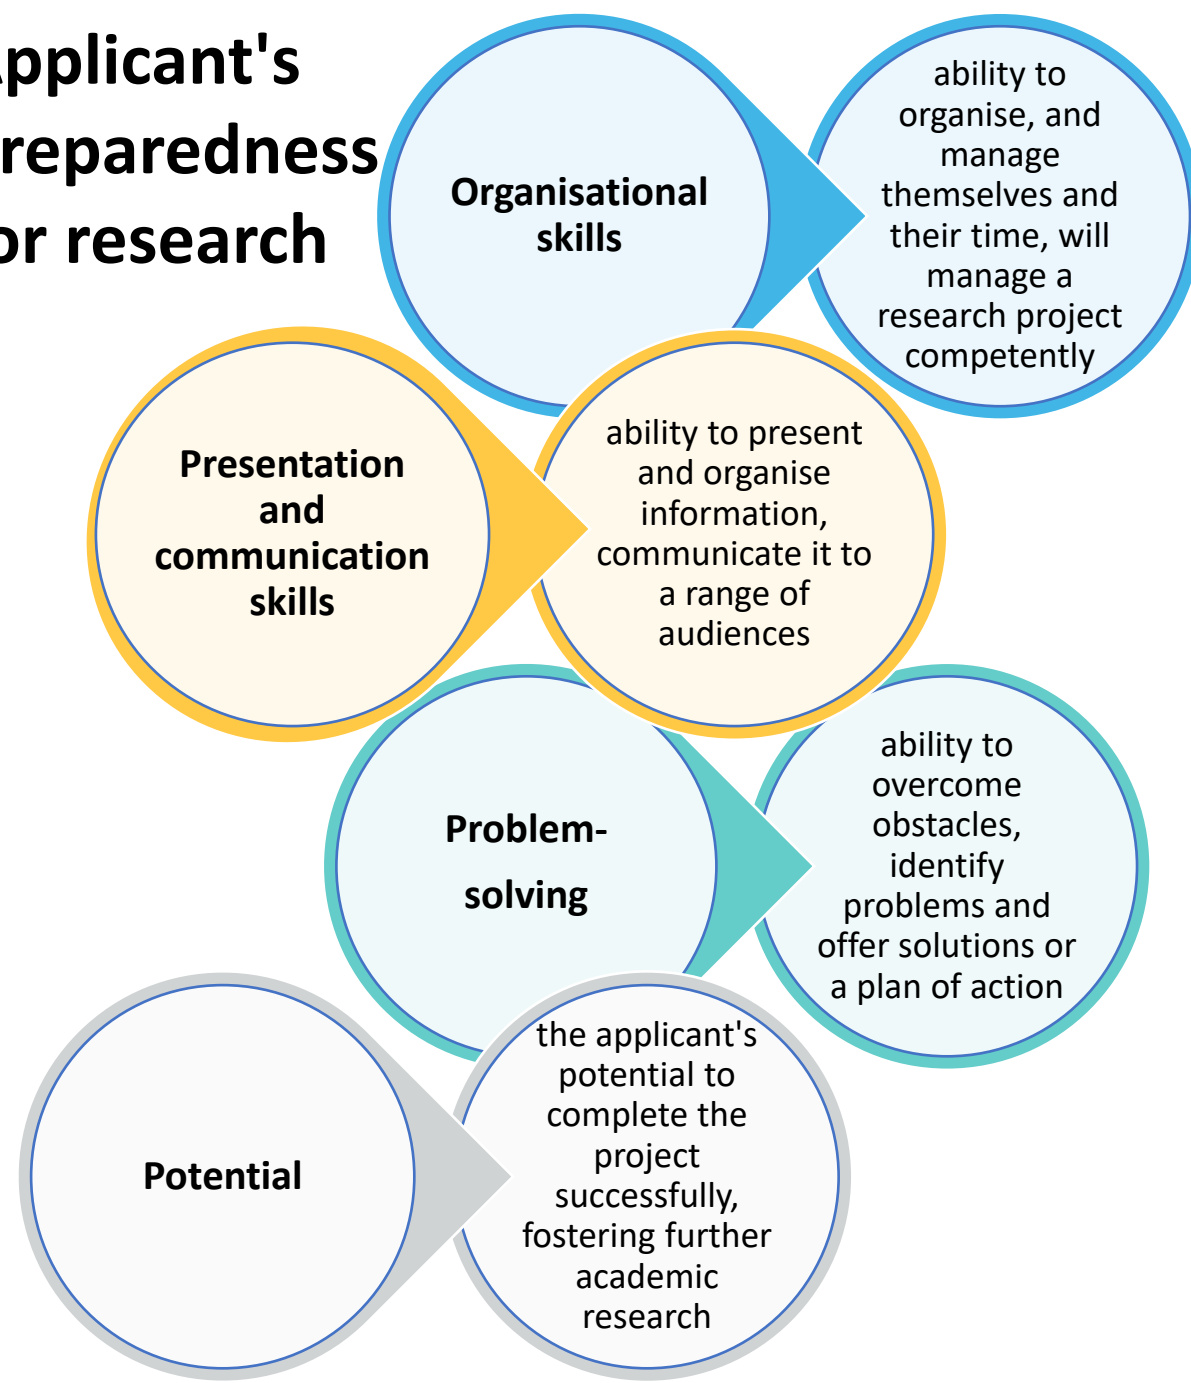 pplicant's
reparedness
or research
Organisational
skills
ability to
organise, and
manage
themselves and
their time, will
manage a
research project
competently
Presentation
and
communication
skills
ability to present
and organise
information,
communicate it to
a range of
audiences
Problem-
solving
ability to
overcome
obstacles,
identify
problems and
offer solutions or
a plan of action
Potential
the applicant's
potential to
complete the
project
successfully,
fostering further
academic
research